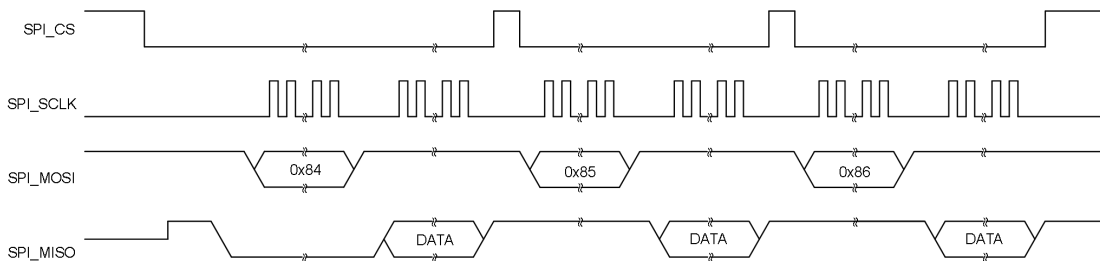 SPI_CS
SPI_SCLK
SPI_MOSI 0x84 0x85 0x86
SPI_MISO DATA DATA DATA